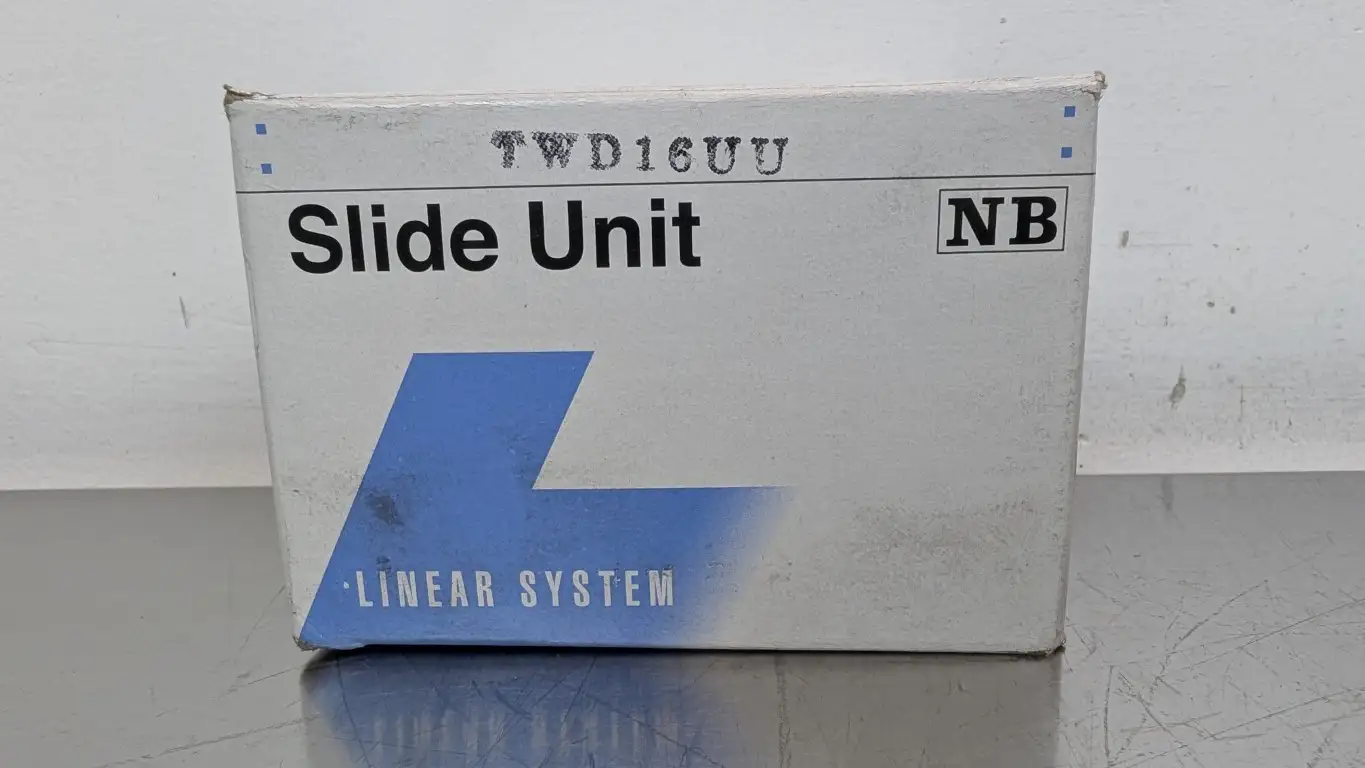 TWD16UU
Slide Unit
NB
LINEAR SYSTEM